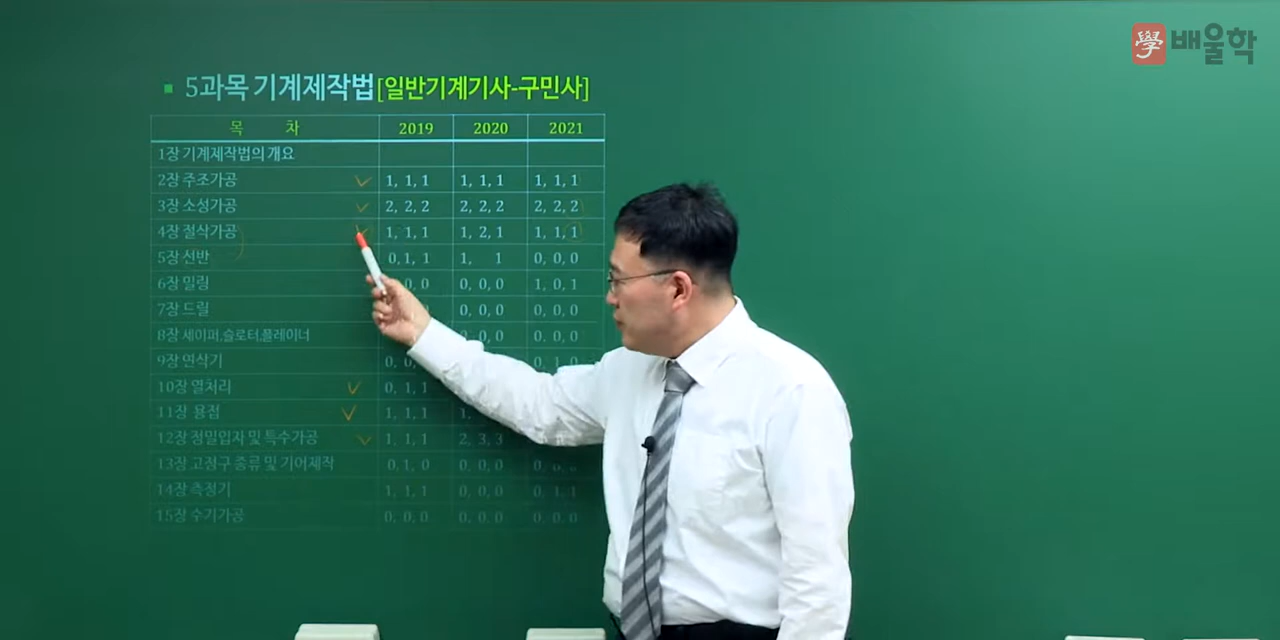 學 배울학
5과목 기계제작법[일반기계기사-구민사]
목 차 2019 2020 2021
1장 기계제작법의 개요
2장 주조가공 1, 1, 1 1, 1, 1 1, 1, 1
3장 소성가공 2, 2, 2 2, 2, 2 2, 2, 2
4장 절삭가공 1, 1, 1 1, 2, 1 1, 1, 1
5장 선반 0, 1, 1 1, 1 0, 0, 0
6장 밀링 0, 0 0, 0, 0 1, 0, 1
7장 드릴 0, 0, 0 0, 0, 0
8장 셰이퍼,슬로터,플레이너 0, 0 0, 0, 0
9장 연삭기 0, 0, 0, 1, 0
10장 열처리 0, 1, 1
11장 용접 1, 1, 1 1,
12장 정밀입자 및 특수가공 1, 1, 1 2, 3, 3
13장 고정구 종류 및 기어제작 0, 1, 0 0, 0, 0
14장 측정기 1, 1, 1 0, 0, 0 0, 1, 1
15장 수기가공 0, 0, 0 0, 0, 0 0, 0, 0